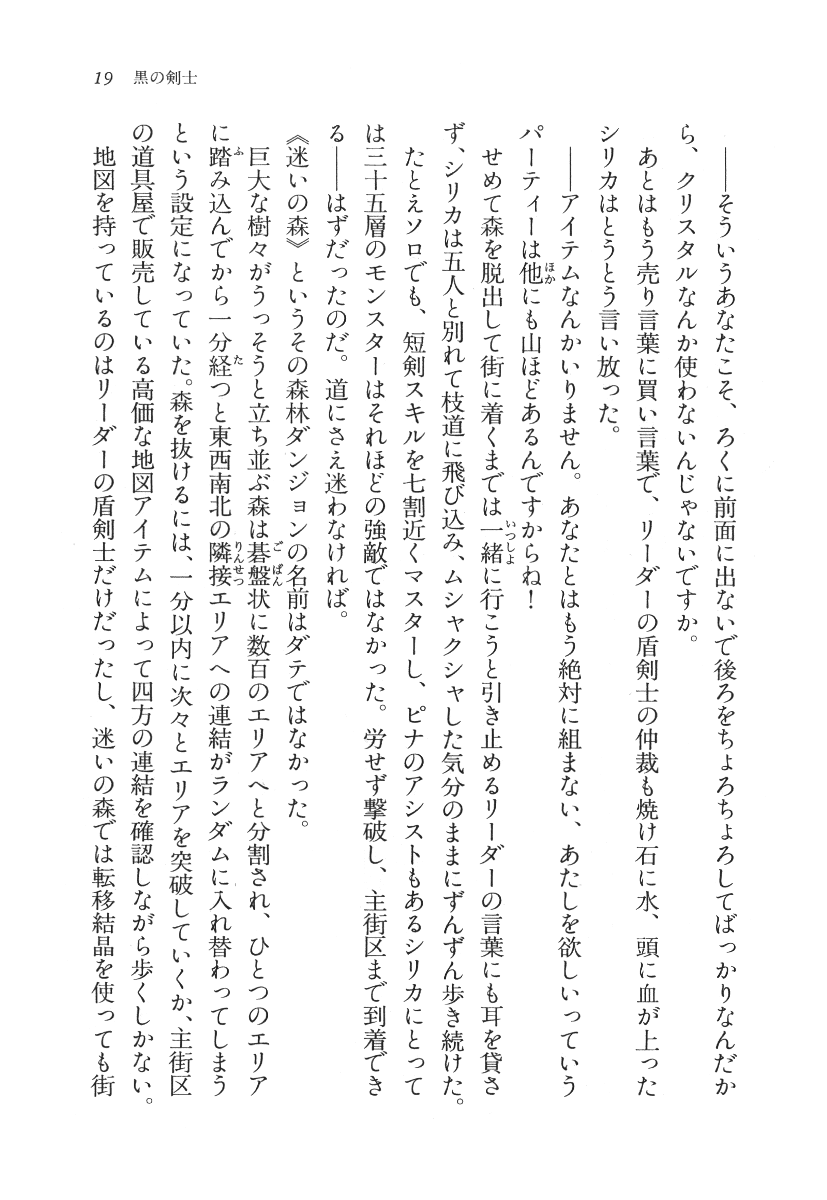 19 黒の剣士
――そういうあなたこそ、ろくに前面に出ないで後ろをちょろちょろしてばっかりなんだか
ら、クリスタルなんか使わないんじゃないですか。
あとはもう売り言葉に買い言葉で、リーダーの盾剣士の仲裁も焼け石に水、頭に血が上った
シリカはとうとう言い放った。
――アイテムなんかいりません。あなたとはもう絶対に組まない、あたしを欲しいっていう
パーティーは他にも山ほどあるんですからね！
せめて森を脱出して街に着くまでは一緒に行こうと引き止めるリーダーの言葉にも耳を貸さ
ず、シリカは五人と別れて枝道に飛び込み、ムシャクシャした気分のままにずんずん歩き続けた。
たとえソロでも、短剣スキルを七割近くマスターし、ピナのアシストもあるシリカにとって
は三十五層のモンスターはそれほどの強敵ではなかった。労せず撃破し、主街区まで到着でき
る――はずだったのだ。道にさえ迷わなければ。
《迷いの森》というその森林ダンジョンの名前はダテではなかった。
巨大な樹々がうっそうと立ち並ぶ森は碁盤状に数百のエリアへと分割され、ひとつのエリア
に踏み込んでから一分経つと東西南北の隣接エリアへの連結がランダムに入れ替わってしまう
という設定になっていた。森を抜けるには、一分以内に次々とエリアを突破していくか、主街区
の道具屋で販売している高価な地図アイテムによって四方の連結を確認しながら歩くしかない。
地図を持っているのはリーダーの盾剣士だけだったし、迷いの森では転移結晶を使っても街